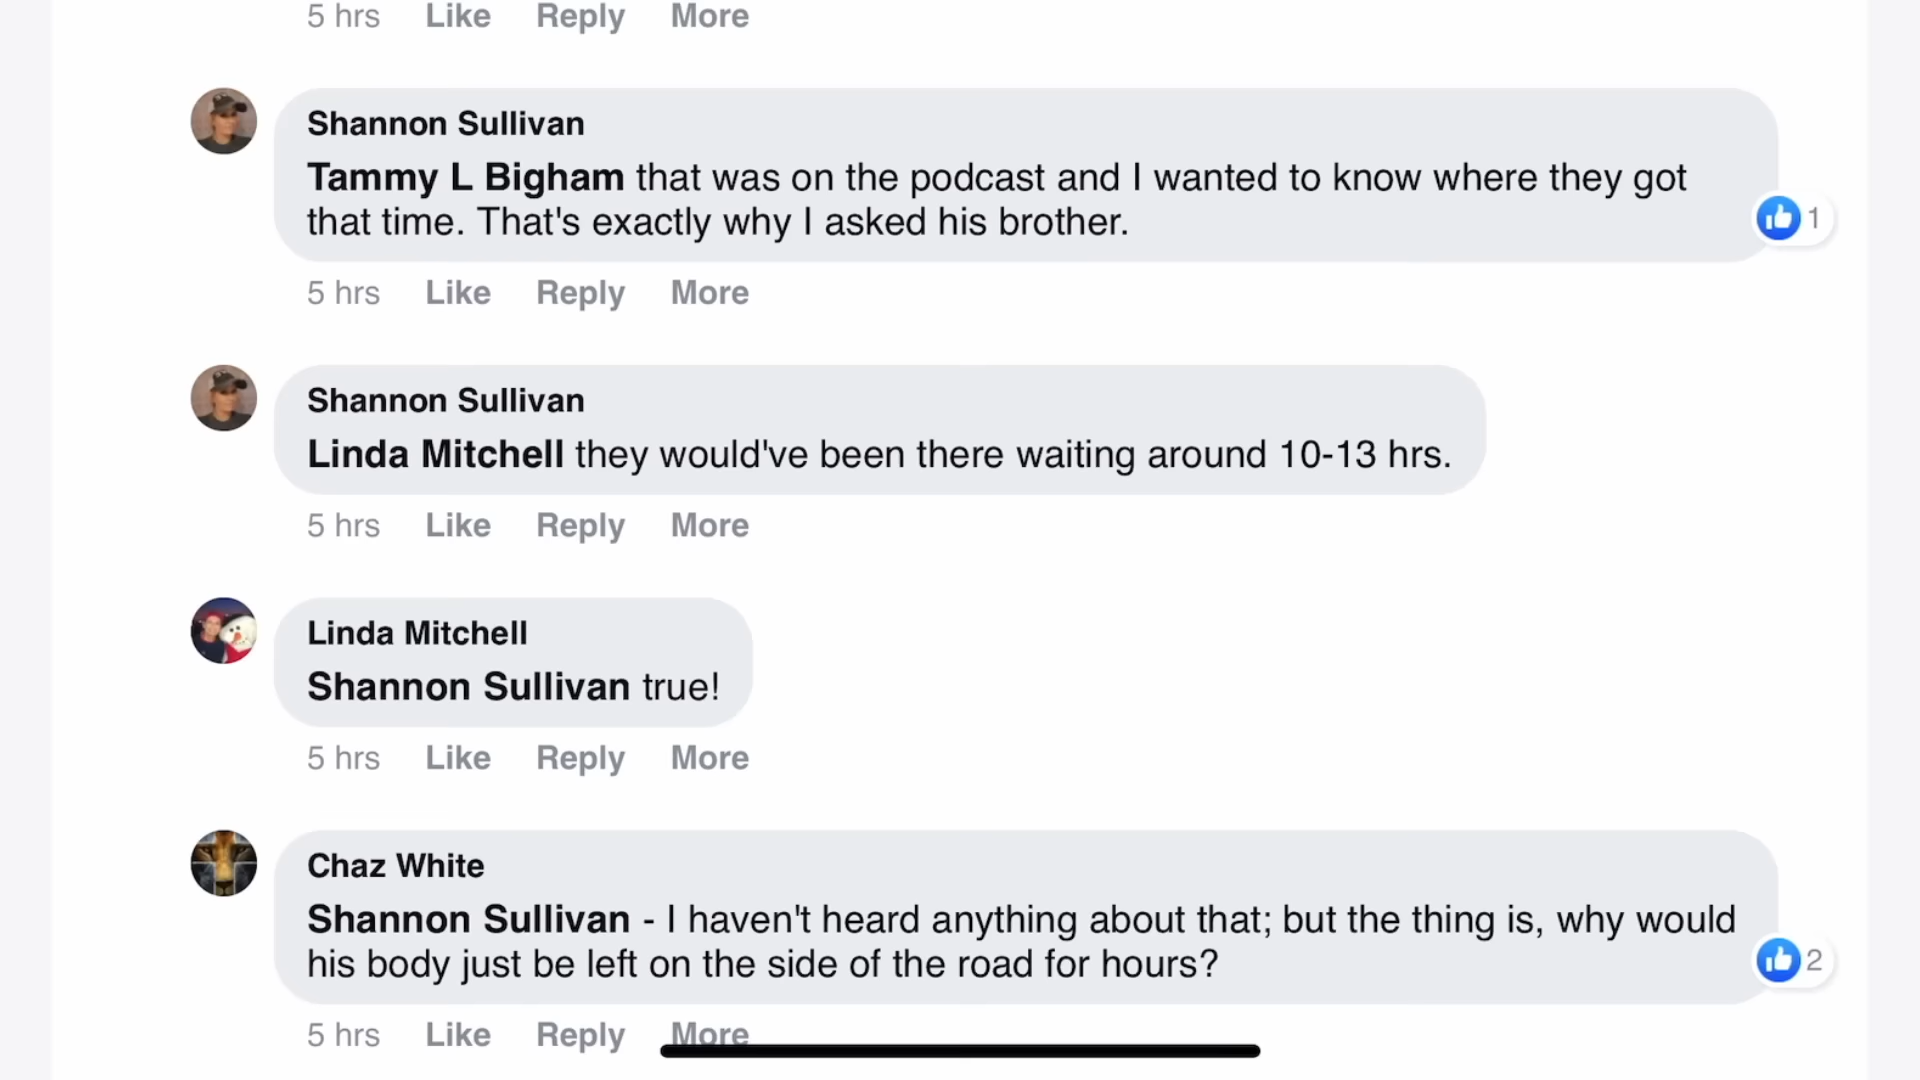 5 hrs Like Reply More
Shannon Sullivan
Tammy L Bigham that was on the podcast and I wanted to know where they got
that time. That's exactly why I asked his brother.
1
5 hrs Like Reply More
Shannon Sullivan
Linda Mitchell they would've been there waiting around 10-13 hrs.
5 hrs Like Reply More
Linda Mitchell
Shannon Sullivan true!
5 hrs Like Reply More
Chaz White
Shannon Sullivan - I haven't heard anything about that; but the thing is, why would
his body just be left on the side of the road for hours?
2
5 hrs Like Reply More